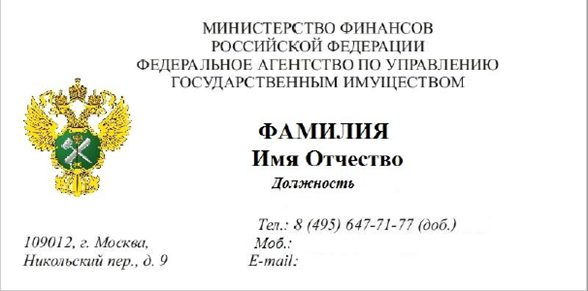 МИНИСТЕРСТВО ФИНАНСОВ
РОССИЙСКОЙ ФЕДЕРАЦИИ
ФЕДЕРАЛЬНОЕ АГЕНТСТВО ПО УПРАВЛЕНИЮ
ГОСУДАРСТВЕННЫМ ИМУЩЕСТВОМ
ФАМИЛИЯ
Имя Отчество
Должность
Тел.: 8 (495) 647-71-77 (доб.)
109012, г. Москва,
Моб.:
Никольский пер., д. 9
E-mail: